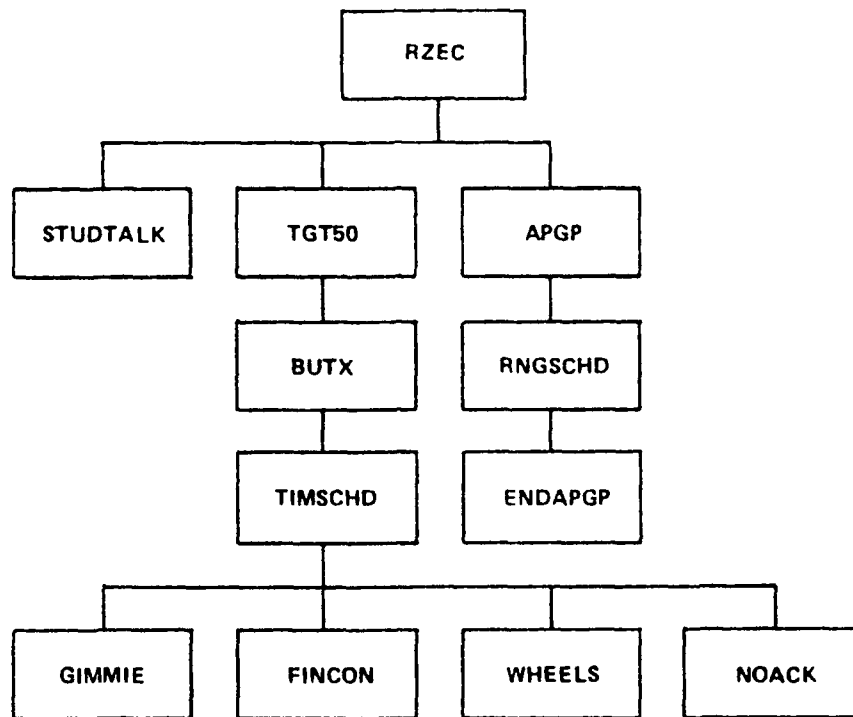 RZEC
STUDTALK
TGT50
APGP
BUTX
RNGSCHD
TIMSCHD
ENDAPGP
GIMMIE
FINCON
WHEELS
NOACK